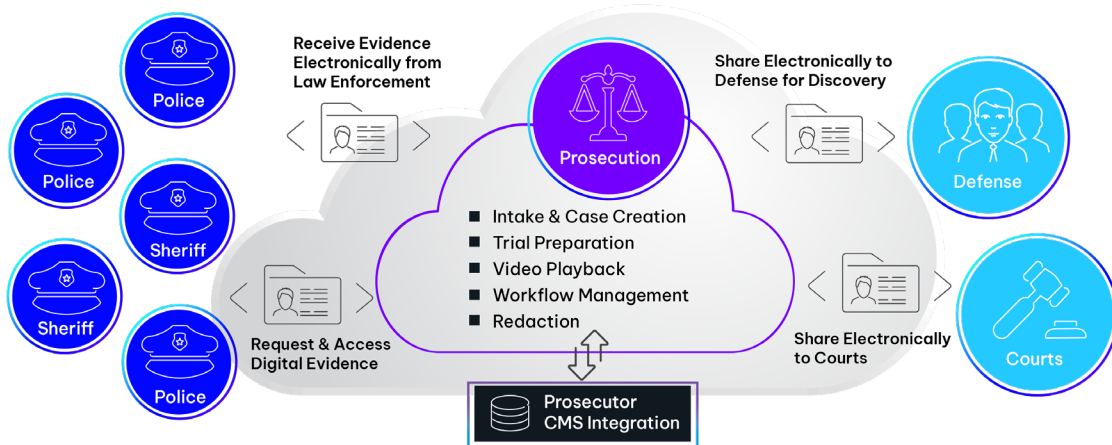 Police
Police
Sheriff
Sheriff
Police
Receive Evidence
Electronically from
Law Enforcement
Request & Access
Digital Evidence
Prosecution
■ Intake & Case Creation
■ Trial Preparation
■ Video Playback
■ Workflow Management
■ Redaction
Prosecutor
CMS Integration
Share Electronically to
Defense for Discovery
Defense
Share Electronically
to Courts
Courts